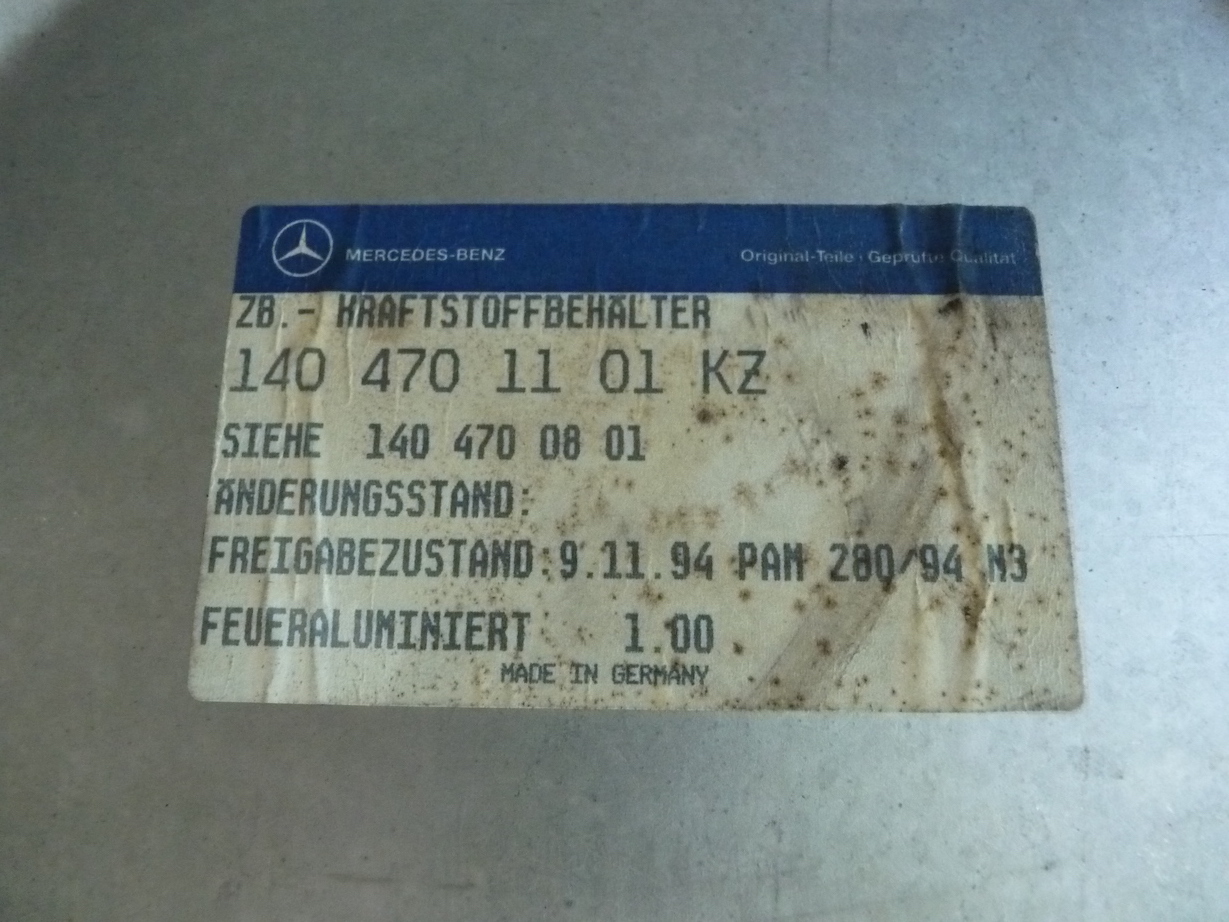 MERCEDES-BENZ Original-Teile · Geprüfte Qualität
ZB.- KRAFTSTOFFBEHÄLTER
140 470 11 01 KZ
SIEHE 140 470 08 01
ÄNDERUNGSSTAND:
FREIGABEZUSTAND:9.11.94 PAM 280/94 N3
FEUERALUMINIERT 1.00
MADE IN GERMANY